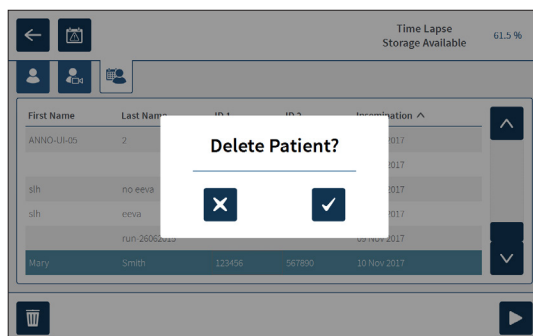 Time Lapse
Storage Available
61.5 %
First Name Last Name ID 1 ID 2 Insemination
ANNO-UI-05 2 2017
2017
slh no eeva 2017
slh eeva 2017
run-26062015 09 Nov 2017
Mary Smith 123456 567890 10 Nov 2017
Delete Patient?